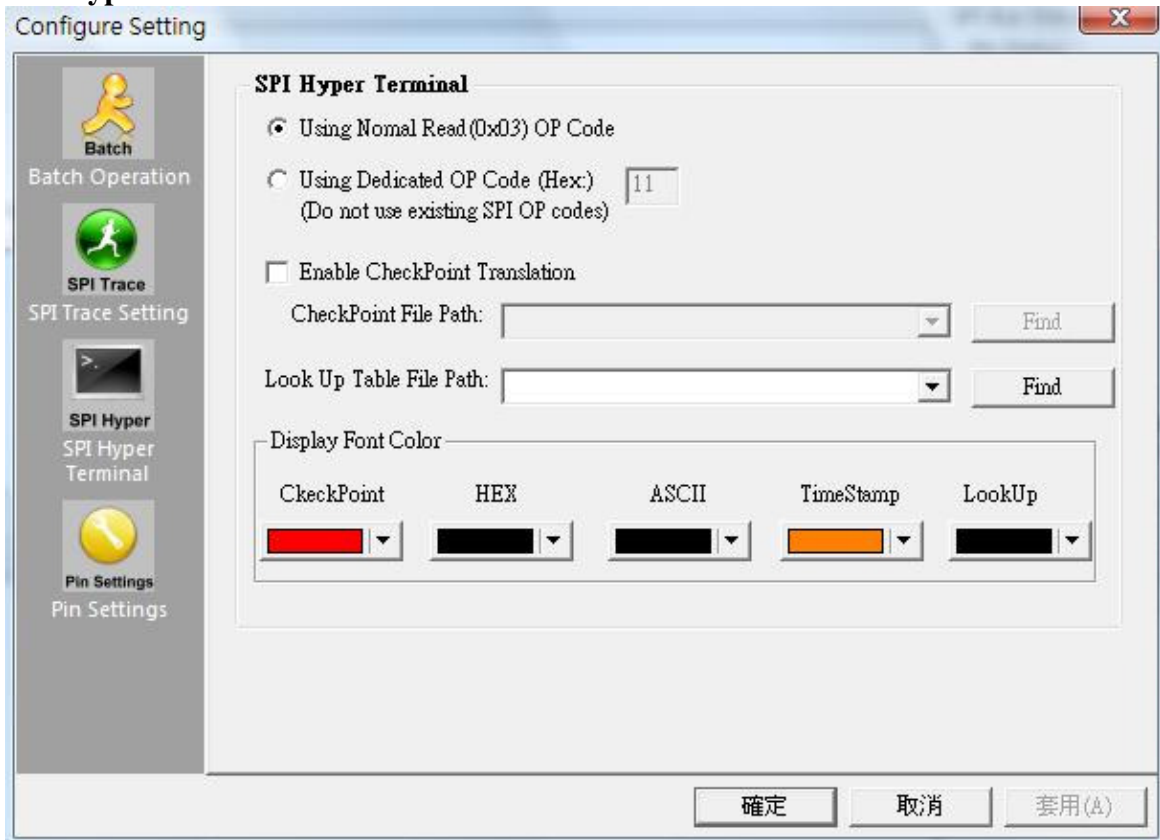 Configure Setting
Batch
Batch Operation
SPI Trace
SPI Trace Setting
>.
SPI Hyper
SPI Hyper
Terminal
Pin Settings
Pin Settings
SPI Hyper Terminal
Using Nomal Read(0x03) OP Code
Using Dedicated OP Code (Hex:) 11
(Do not use existing SPI OP codes)
Enable CheckPoint Translation
CheckPoint File Path: Find
Look Up Table File Path: Find
Display Font Color
CkeckPoint HEX ASCII TimeStamp LookUp
確定 取消 套用(A)